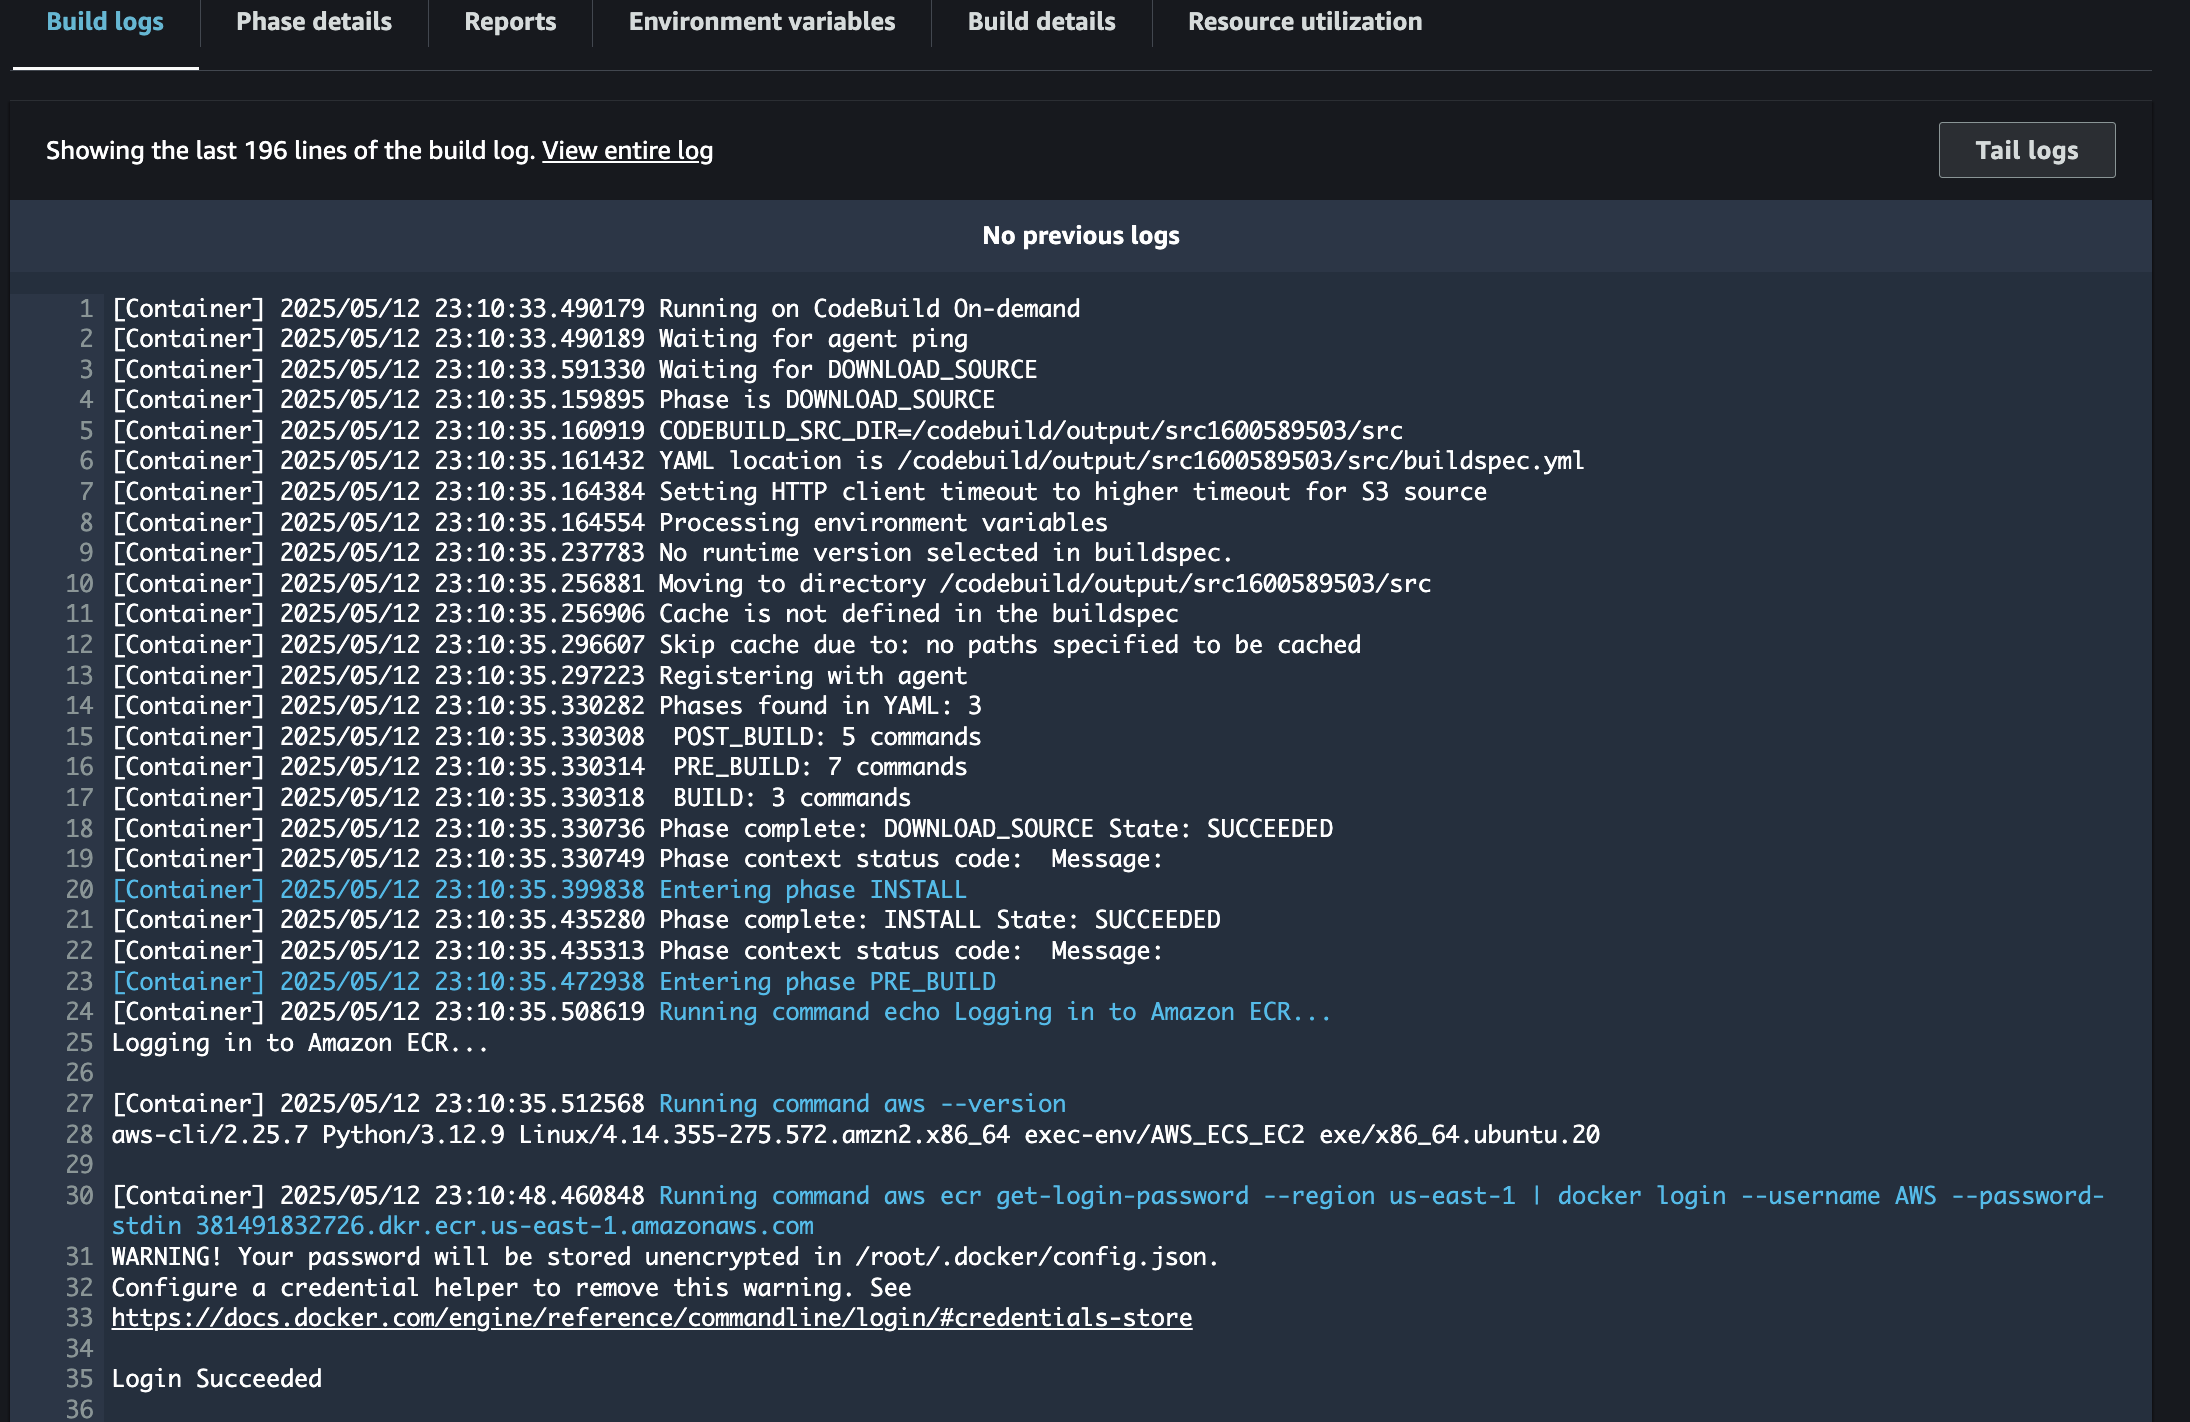 Build logs
Phase details
Reports
Environment variables
Build details
Resource utilization
Showing the last 196 lines of the build log. View entire log
Tail logs
No previous logs
1 [Container] 2025/05/12 23:10:33.490179 Running on CodeBuild On-demand
2 [Container] 2025/05/12 23:10:33.490189 Waiting for agent ping
3 [Container] 2025/05/12 23:10:33.591330 Waiting for DOWNLOAD_SOURCE
4 [Container] 2025/05/12 23:10:35.159895 Phase is DOWNLOAD_SOURCE
5 [Container] 2025/05/12 23:10:35.160919 CODEBUILD_SRC_DIR=/codebuild/output/src1600589503/src
6 [Container] 2025/05/12 23:10:35.161432 YAML location is /codebuild/output/src1600589503/src/buildspec.yml
7 [Container] 2025/05/12 23:10:35.164384 Setting HTTP client timeout to higher timeout for S3 source
8 [Container] 2025/05/12 23:10:35.164554 Processing environment variables
9 [Container] 2025/05/12 23:10:35.237783 No runtime version selected in buildspec.
10 [Container] 2025/05/12 23:10:35.256881 Moving to directory /codebuild/output/src1600589503/src
11 [Container] 2025/05/12 23:10:35.256906 Cache is not defined in the buildspec
12 [Container] 2025/05/12 23:10:35.296607 Skip cache due to: no paths specified to be cached
13 [Container] 2025/05/12 23:10:35.297223 Registering with agent
14 [Container] 2025/05/12 23:10:35.330282 Phases found in YAML: 3
15 [Container] 2025/05/12 23:10:35.330308  POST_BUILD: 5 commands
16 [Container] 2025/05/12 23:10:35.330314  PRE_BUILD: 7 commands
17 [Container] 2025/05/12 23:10:35.330318  BUILD: 3 commands
18 [Container] 2025/05/12 23:10:35.330736 Phase complete: DOWNLOAD_SOURCE State: SUCCEEDED
19 [Container] 2025/05/12 23:10:35.330749 Phase context status code:  Message:
20 [Container] 2025/05/12 23:10:35.399838 Entering phase INSTALL
21 [Container] 2025/05/12 23:10:35.435280 Phase complete: INSTALL State: SUCCEEDED
22 [Container] 2025/05/12 23:10:35.435313 Phase context status code:  Message:
23 [Container] 2025/05/12 23:10:35.472938 Entering phase PRE_BUILD
24 [Container] 2025/05/12 23:10:35.508619 Running command echo Logging in to Amazon ECR...
25 Logging in to Amazon ECR...
26
27 [Container] 2025/05/12 23:10:35.512568 Running command aws --version
28 aws-cli/2.25.7 Python/3.12.9 Linux/4.14.355-275.572.amzn2.x86_64 exec-env/AWS_ECS_EC2 exe/x86_64.ubuntu.20
29
30 [Container] 2025/05/12 23:10:48.460848 Running command aws ecr get-login-password --region us-east-1 | docker login --username AWS --password-
stdin 381491832726.dkr.ecr.us-east-1.amazonaws.com
31 WARNING! Your password will be stored unencrypted in /root/.docker/config.json.
32 Configure a credential helper to remove this warning. See
33 https://docs.docker.com/engine/reference/commandline/login/#credentials-store
34
35 Login Succeeded
36